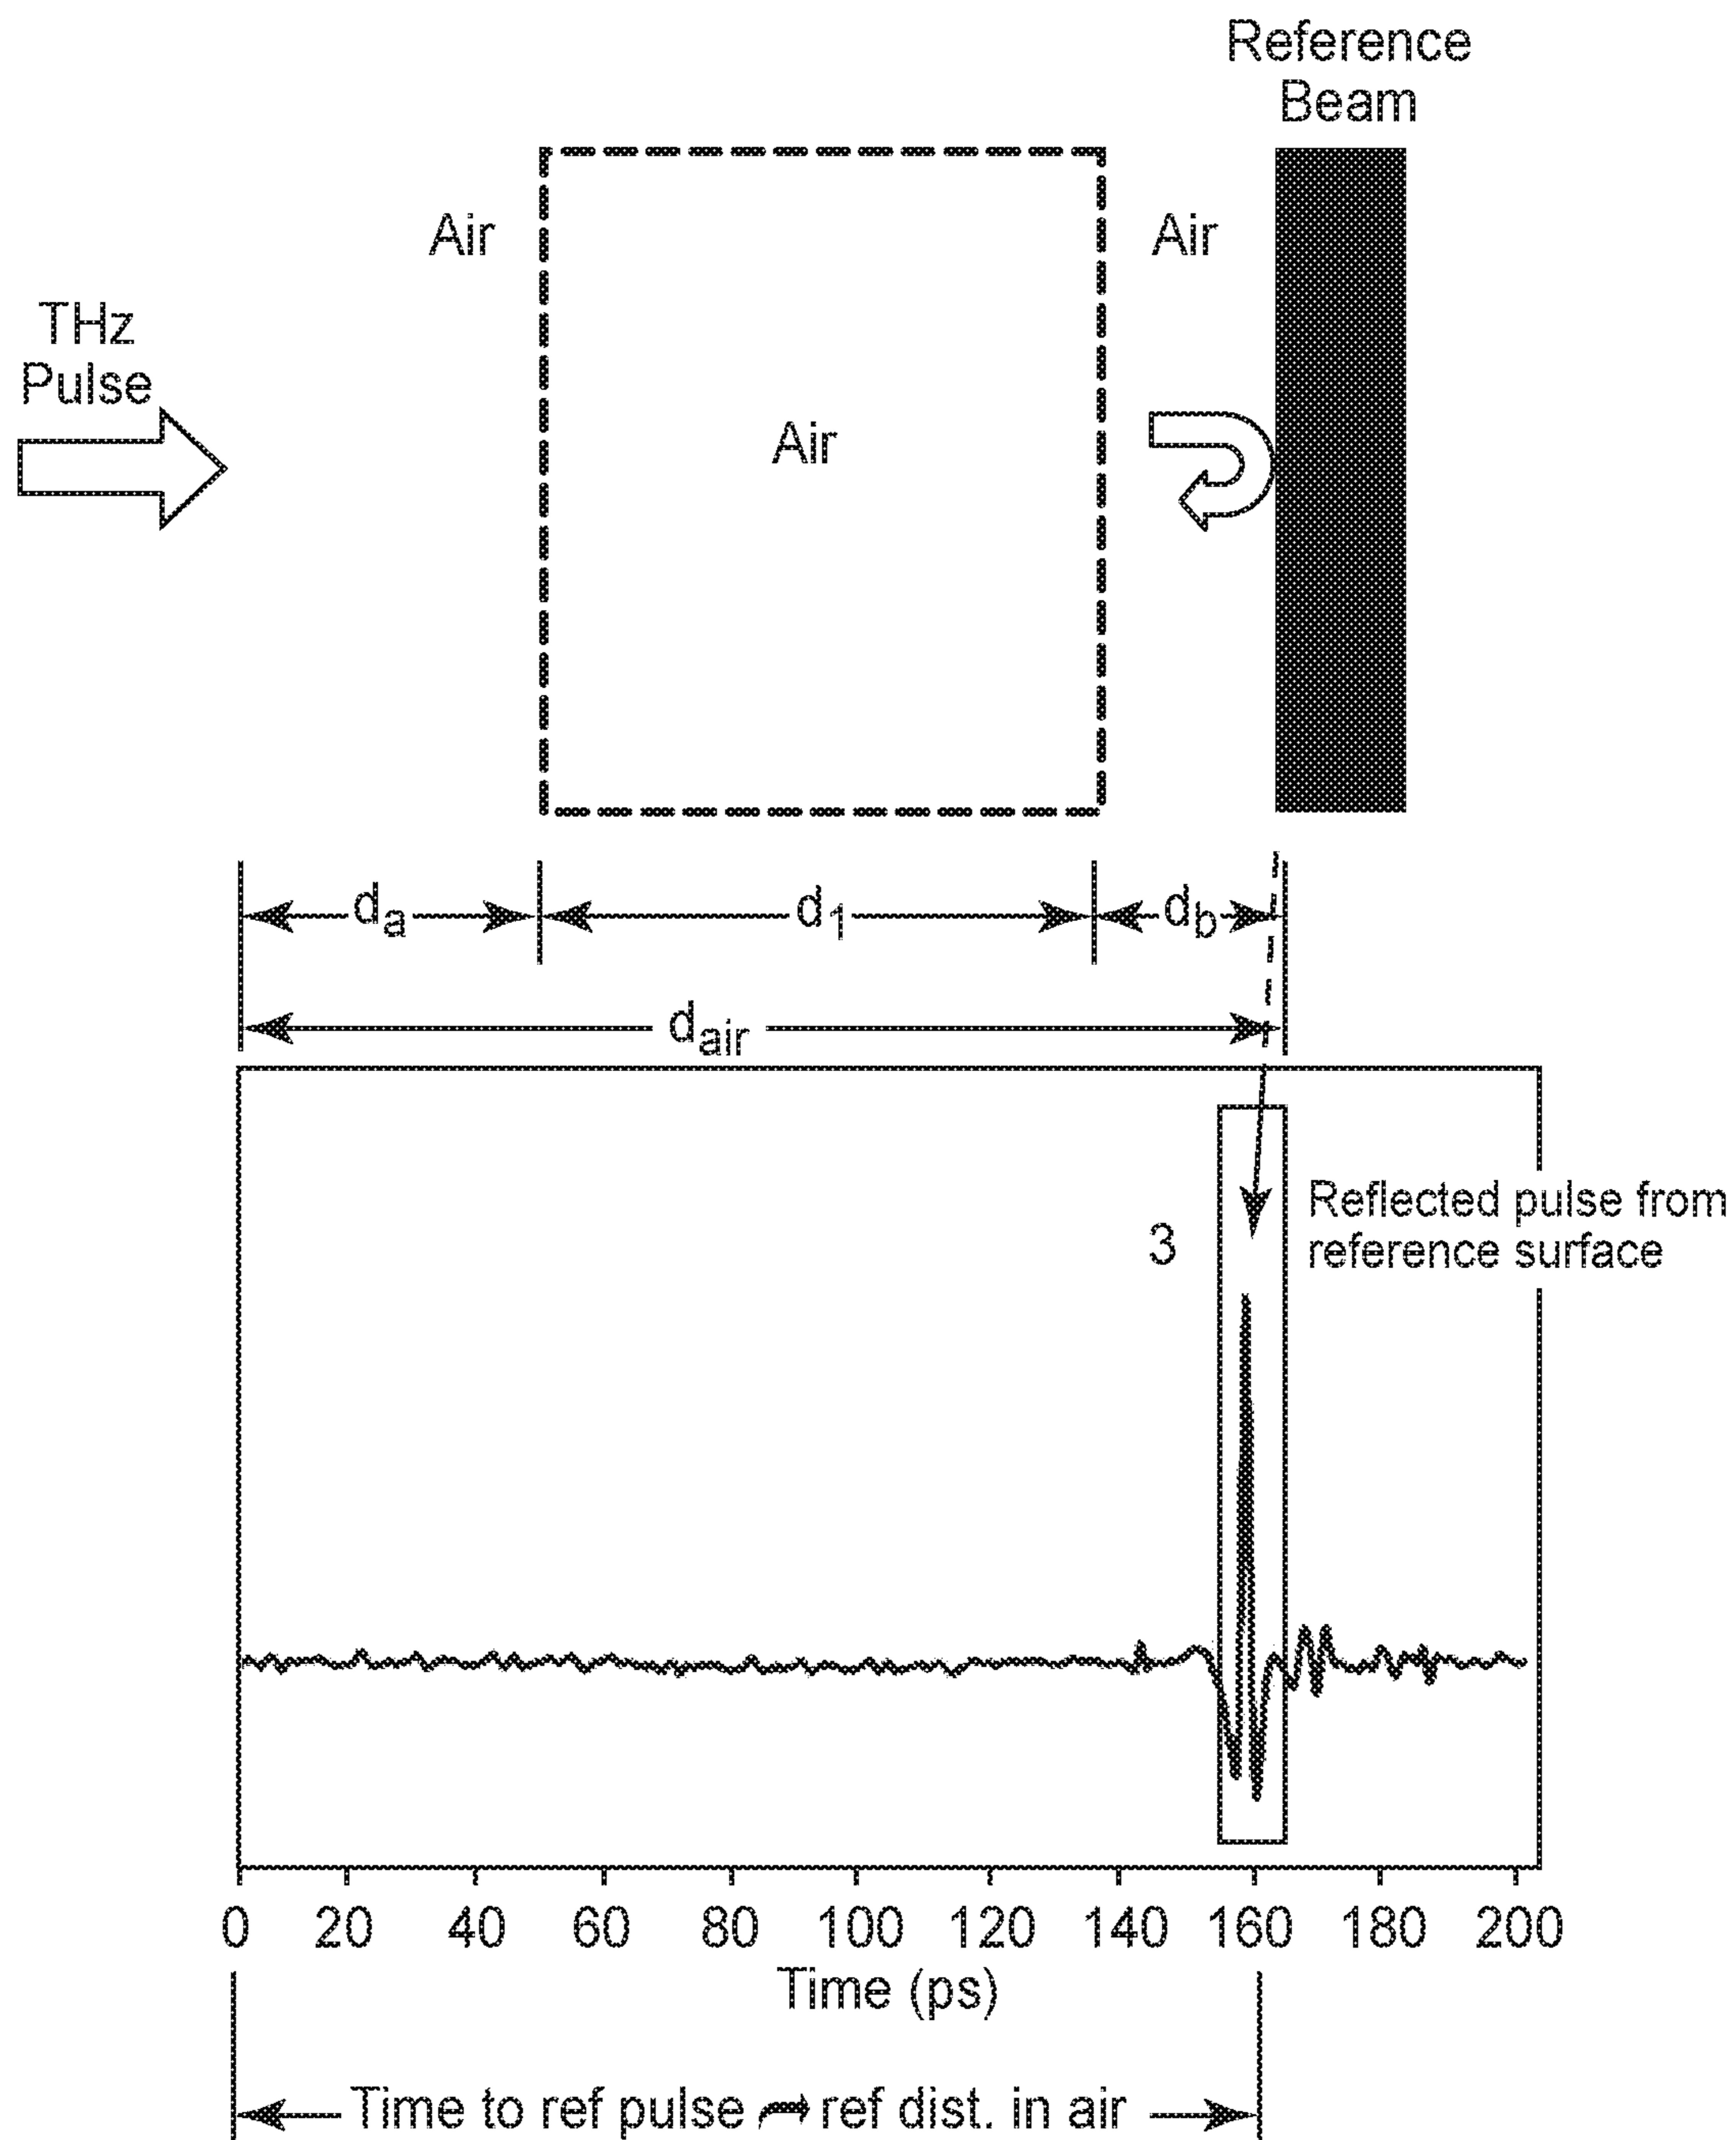 Reference
Beam
Air
Air
THz
Pulse
Air
da
d1
db
dair
3
Reflected pulse from
reference surface
0 20 40 60 80 100 120 140 160 180 200
Time (ps)
Time to ref pulse → ref dist. in air